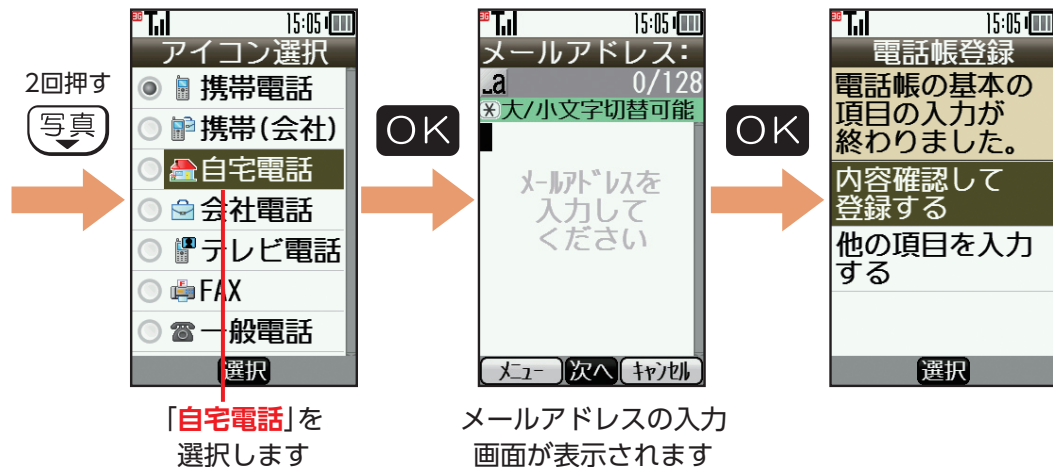 2回押す
写真
3G 15:05
アイコン選択
携帯電話
携帯(会社)
自宅電話
会社電話
テレビ電話
FAX
一般電話
選択
「自宅電話」を
選択します
OK
3G 15:05
メールアドレス:
_a 0/128
*大/小文字切替可能
メールアドレスを
入力して
ください
メニュー 次へ キャンセル
メールアドレスの入力
画面が表示されます
OK
3G 15:05
電話帳登録
電話帳の基本の
項目の入力が
終わりました。
内容確認して
登録する
他の項目を入力
する
選択